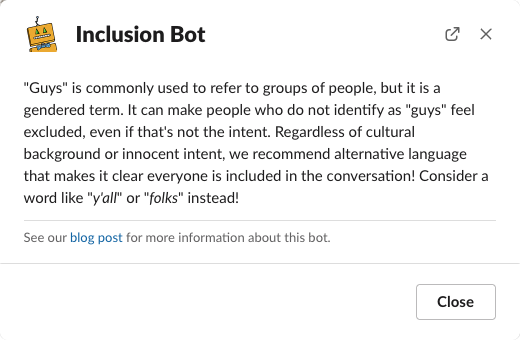 Inclusion Bot
"Guys" is commonly used to refer to groups of people, but it is a
gendered term. It can make people who do not identify as "guys" feel
excluded, even if that's not the intent. Regardless of cultural
background or innocent intent, we recommend alternative language
that makes it clear everyone is included in the conversation! Consider a
word like "y'all" or "folks" instead!
See our blog post for more information about this bot.
Close